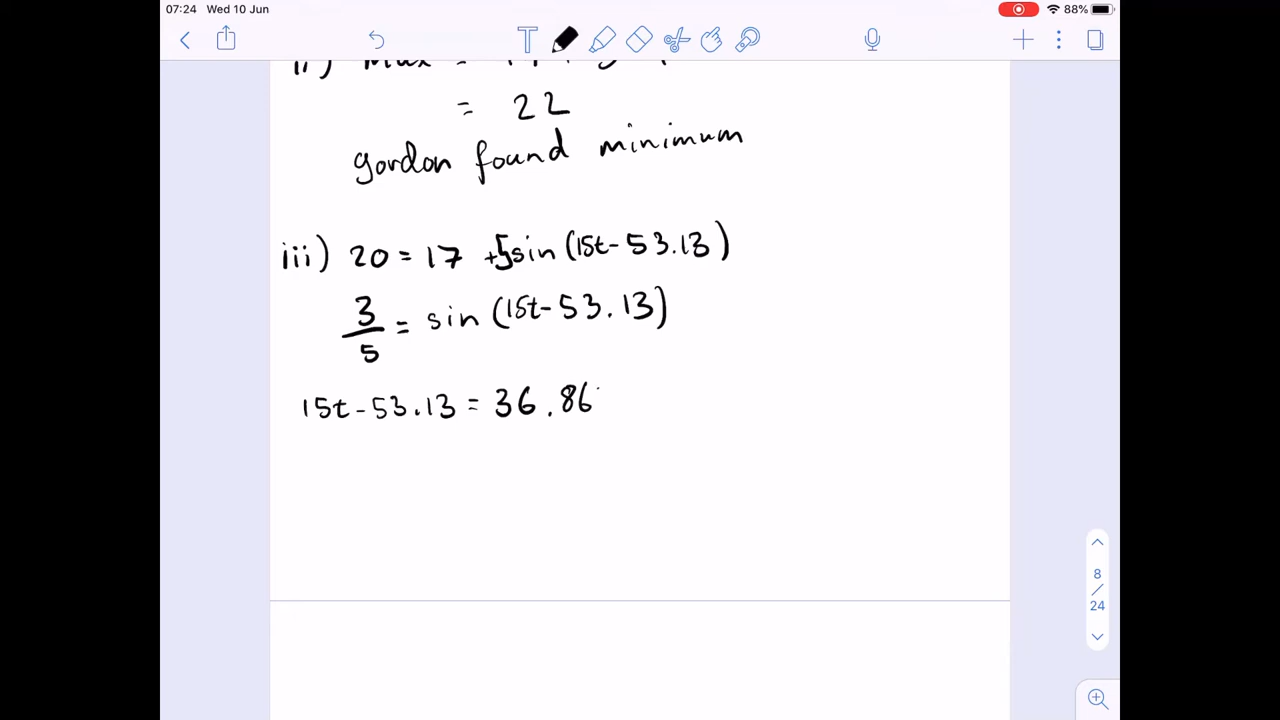 07:24 Wed 10 Jun
88%
= 22
gordon found minimum
iii) 20 = 17 +5sin (15t- 53.13)
3/5 = sin (15t- 53.13)
15t - 53.13 = 36.86
8
/
24